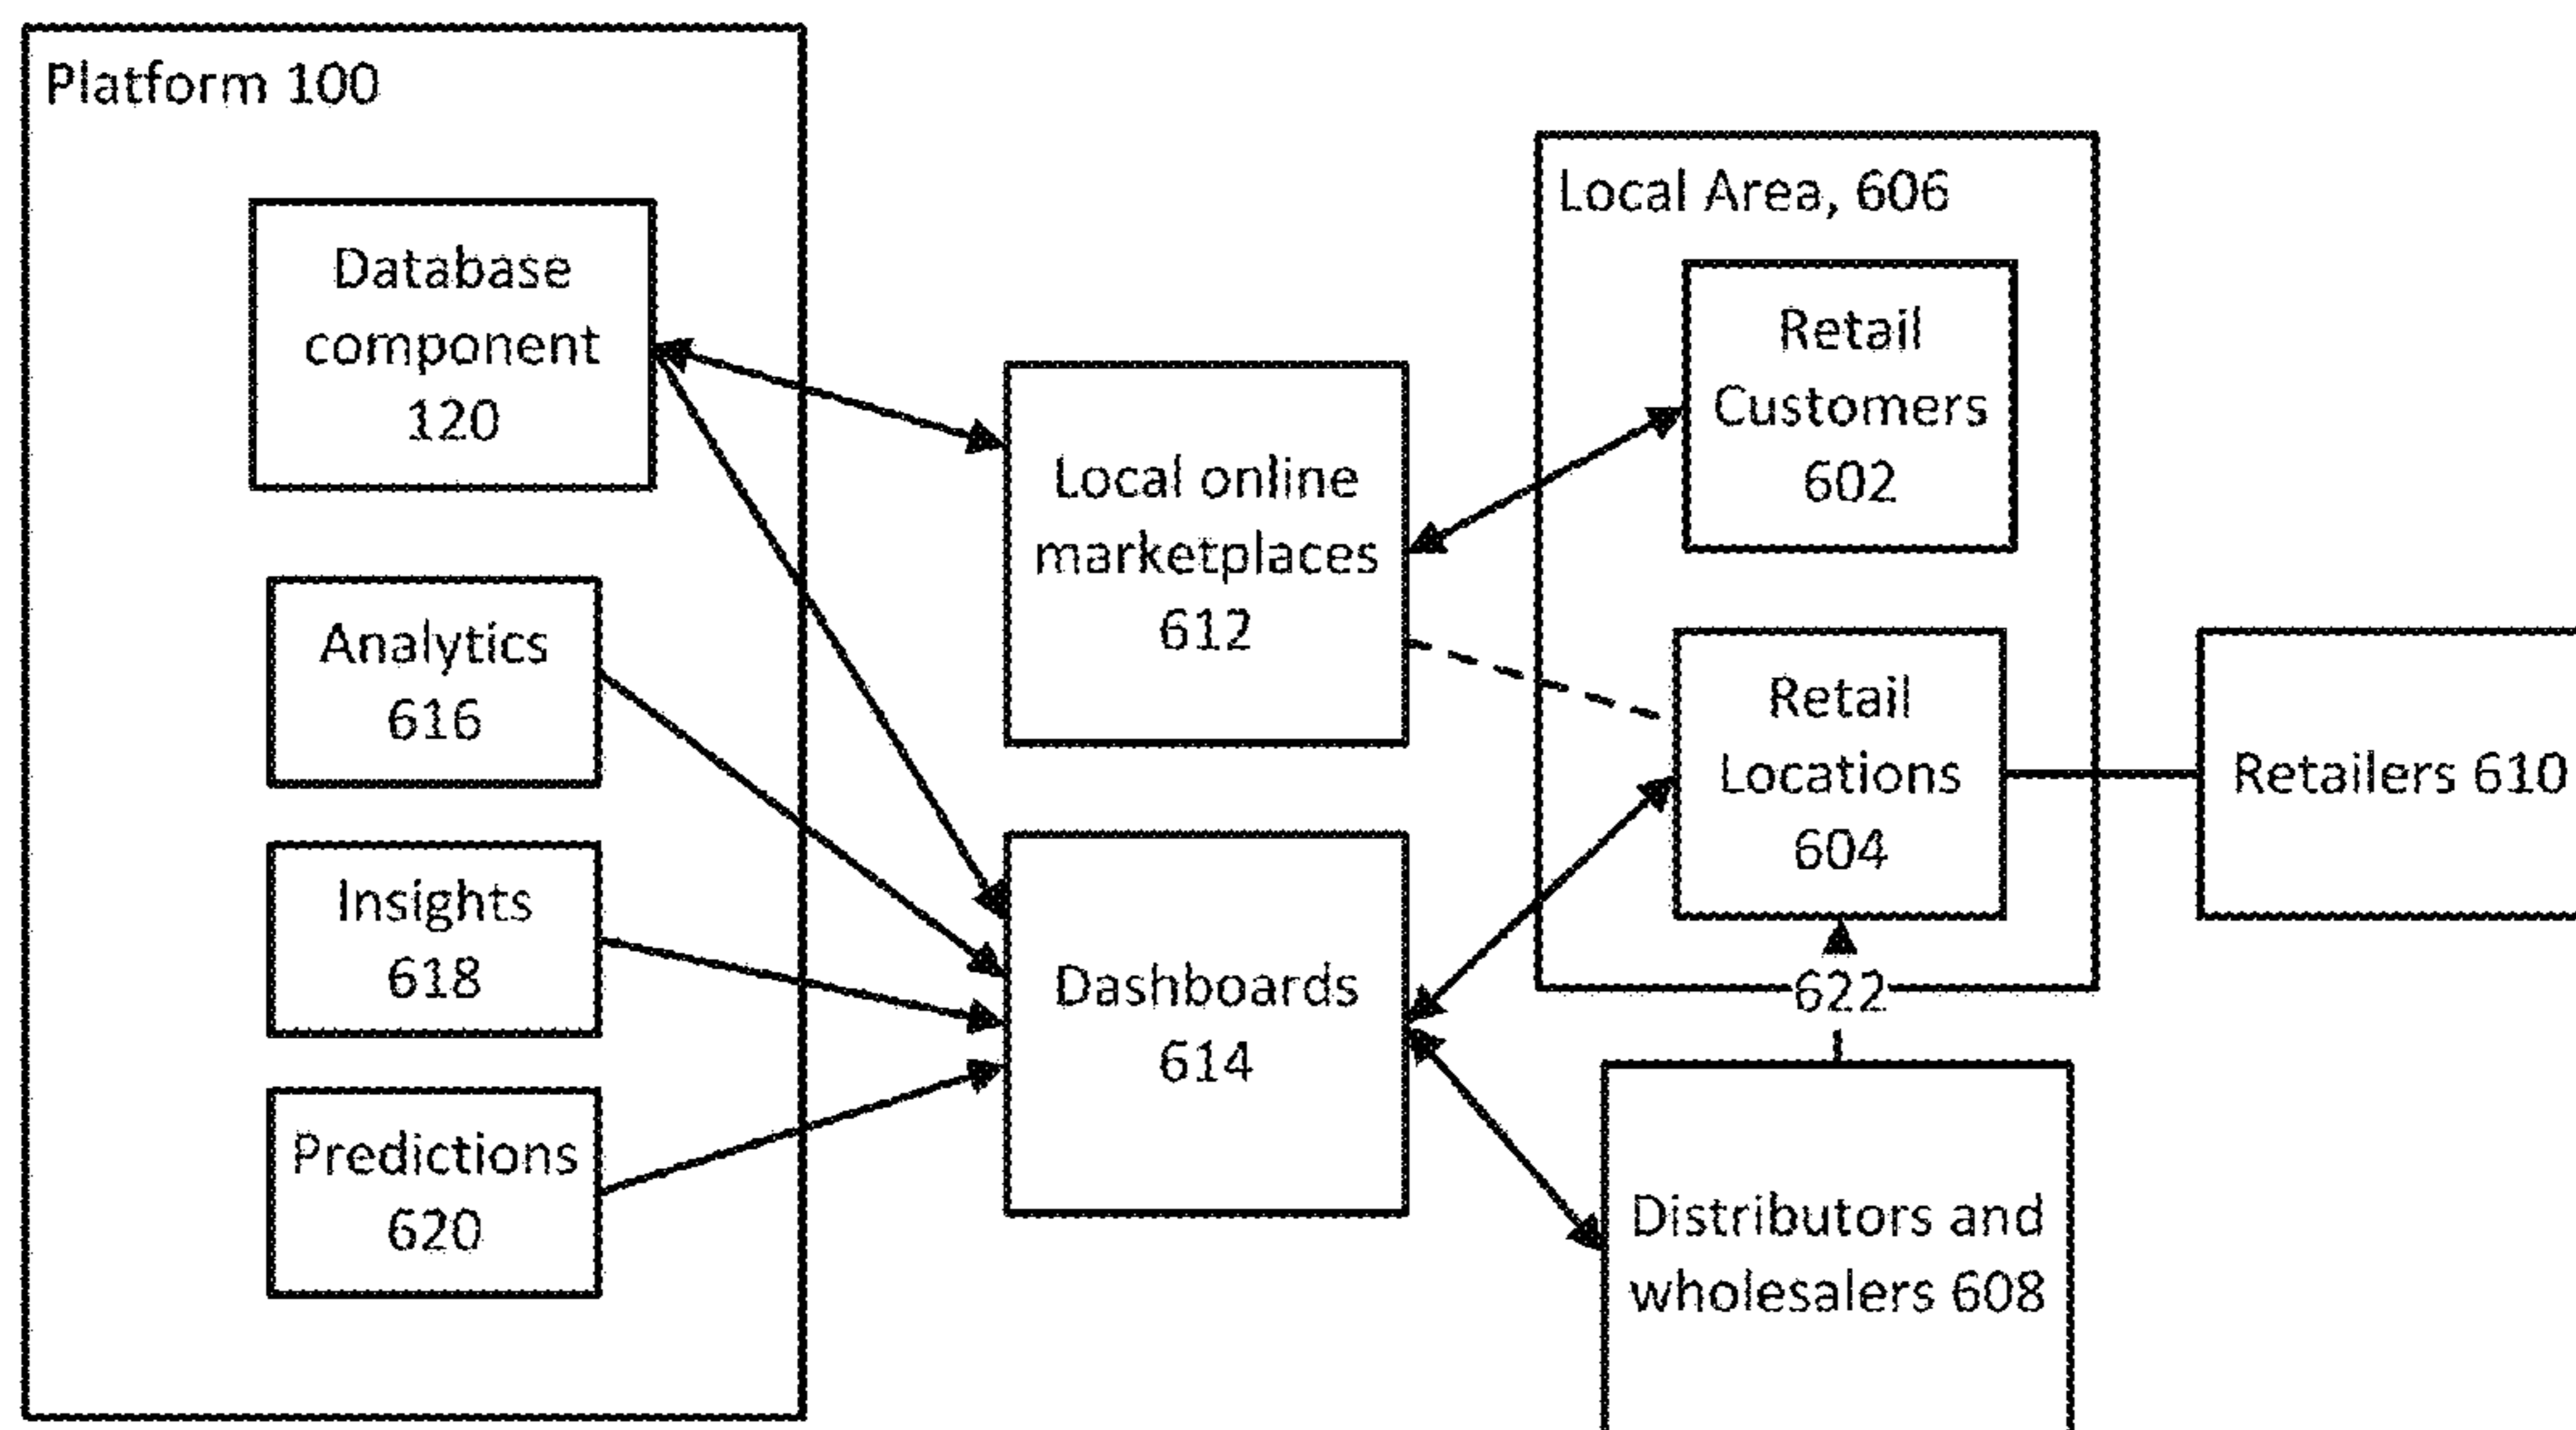 Platform 100
Database
component
120
Analytics
616
Insights
618
Predictions
620
Local online
marketplaces
612
Dashboards
614
Local Area, 606
Retail
Customers
602
Retail
Locations
604
622
Distributors and
wholesalers 608
Retailers 610